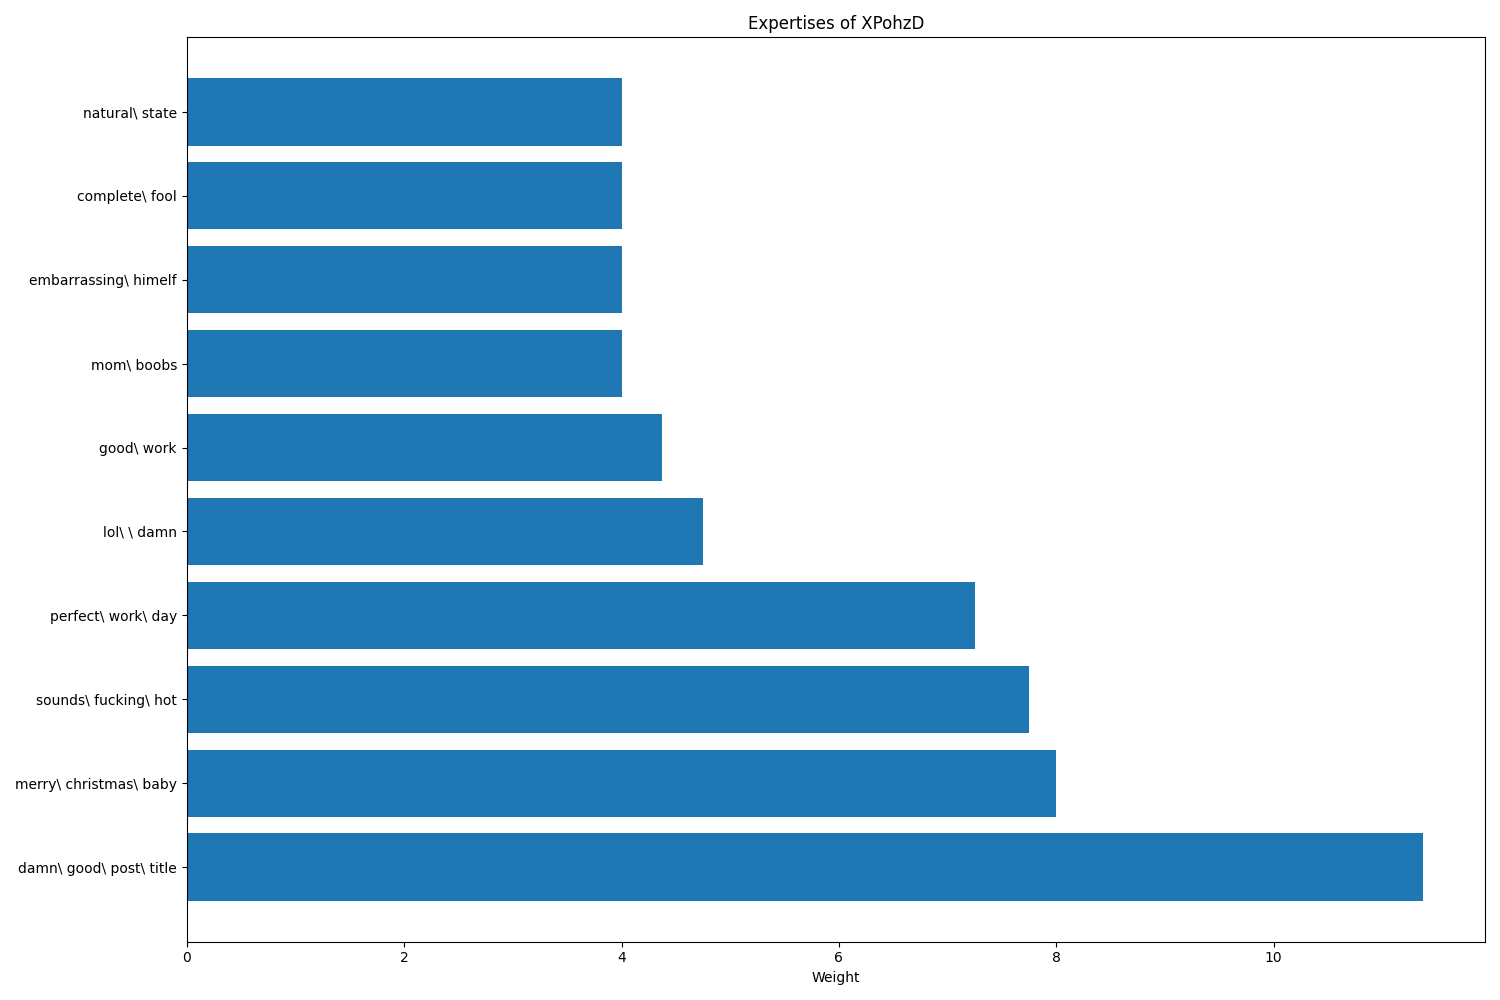 Expertises of XPohzD
natural\ state
complete\ fool
embarrassing\ himelf
mom\ boobs
good\ work
lol\ \ damn
perfect\ work\ day
sounds\ fucking\ hot
merry\ christmas\ baby
damn\ good\ post\ title
0 2 4 6 8 10
Weight